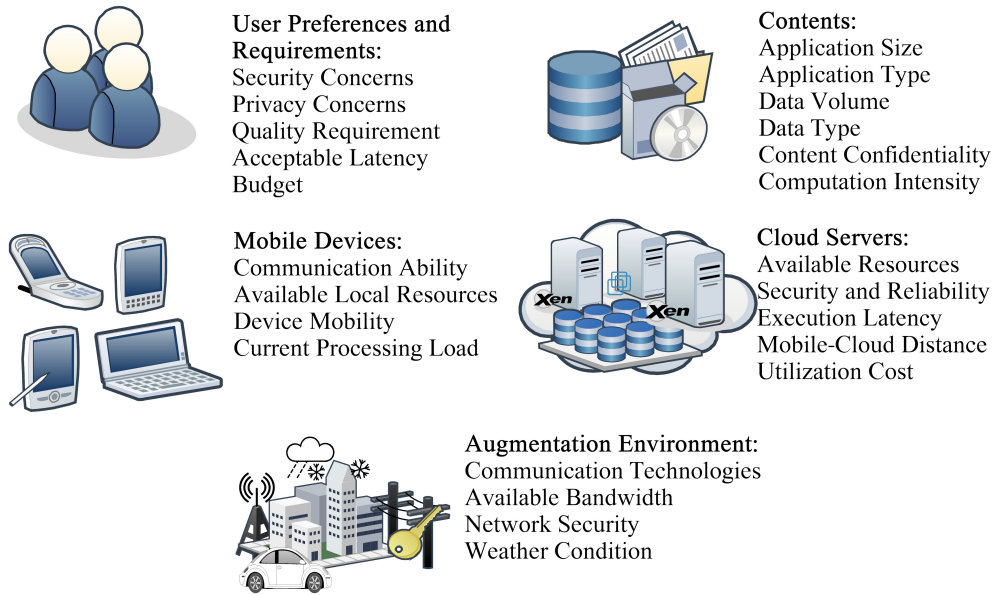 User Preferences and
Requirements:
Security Concerns
Privacy Concerns
Quality Requirement
Acceptable Latency
Budget
Contents:
Application Size
Application Type
Data Volume
Data Type
Content Confidentiality
Computation Intensity
Mobile Devices:
Communication Ability
Available Local Resources
Device Mobility
Current Processing Load
Xen
Xen
Cloud Servers:
Available Resources
Security and Reliability
Execution Latency
Mobile-Cloud Distance
Utilization Cost
Augmentation Environment:
Communication Technologies
Available Bandwidth
Network Security
Weather Condition